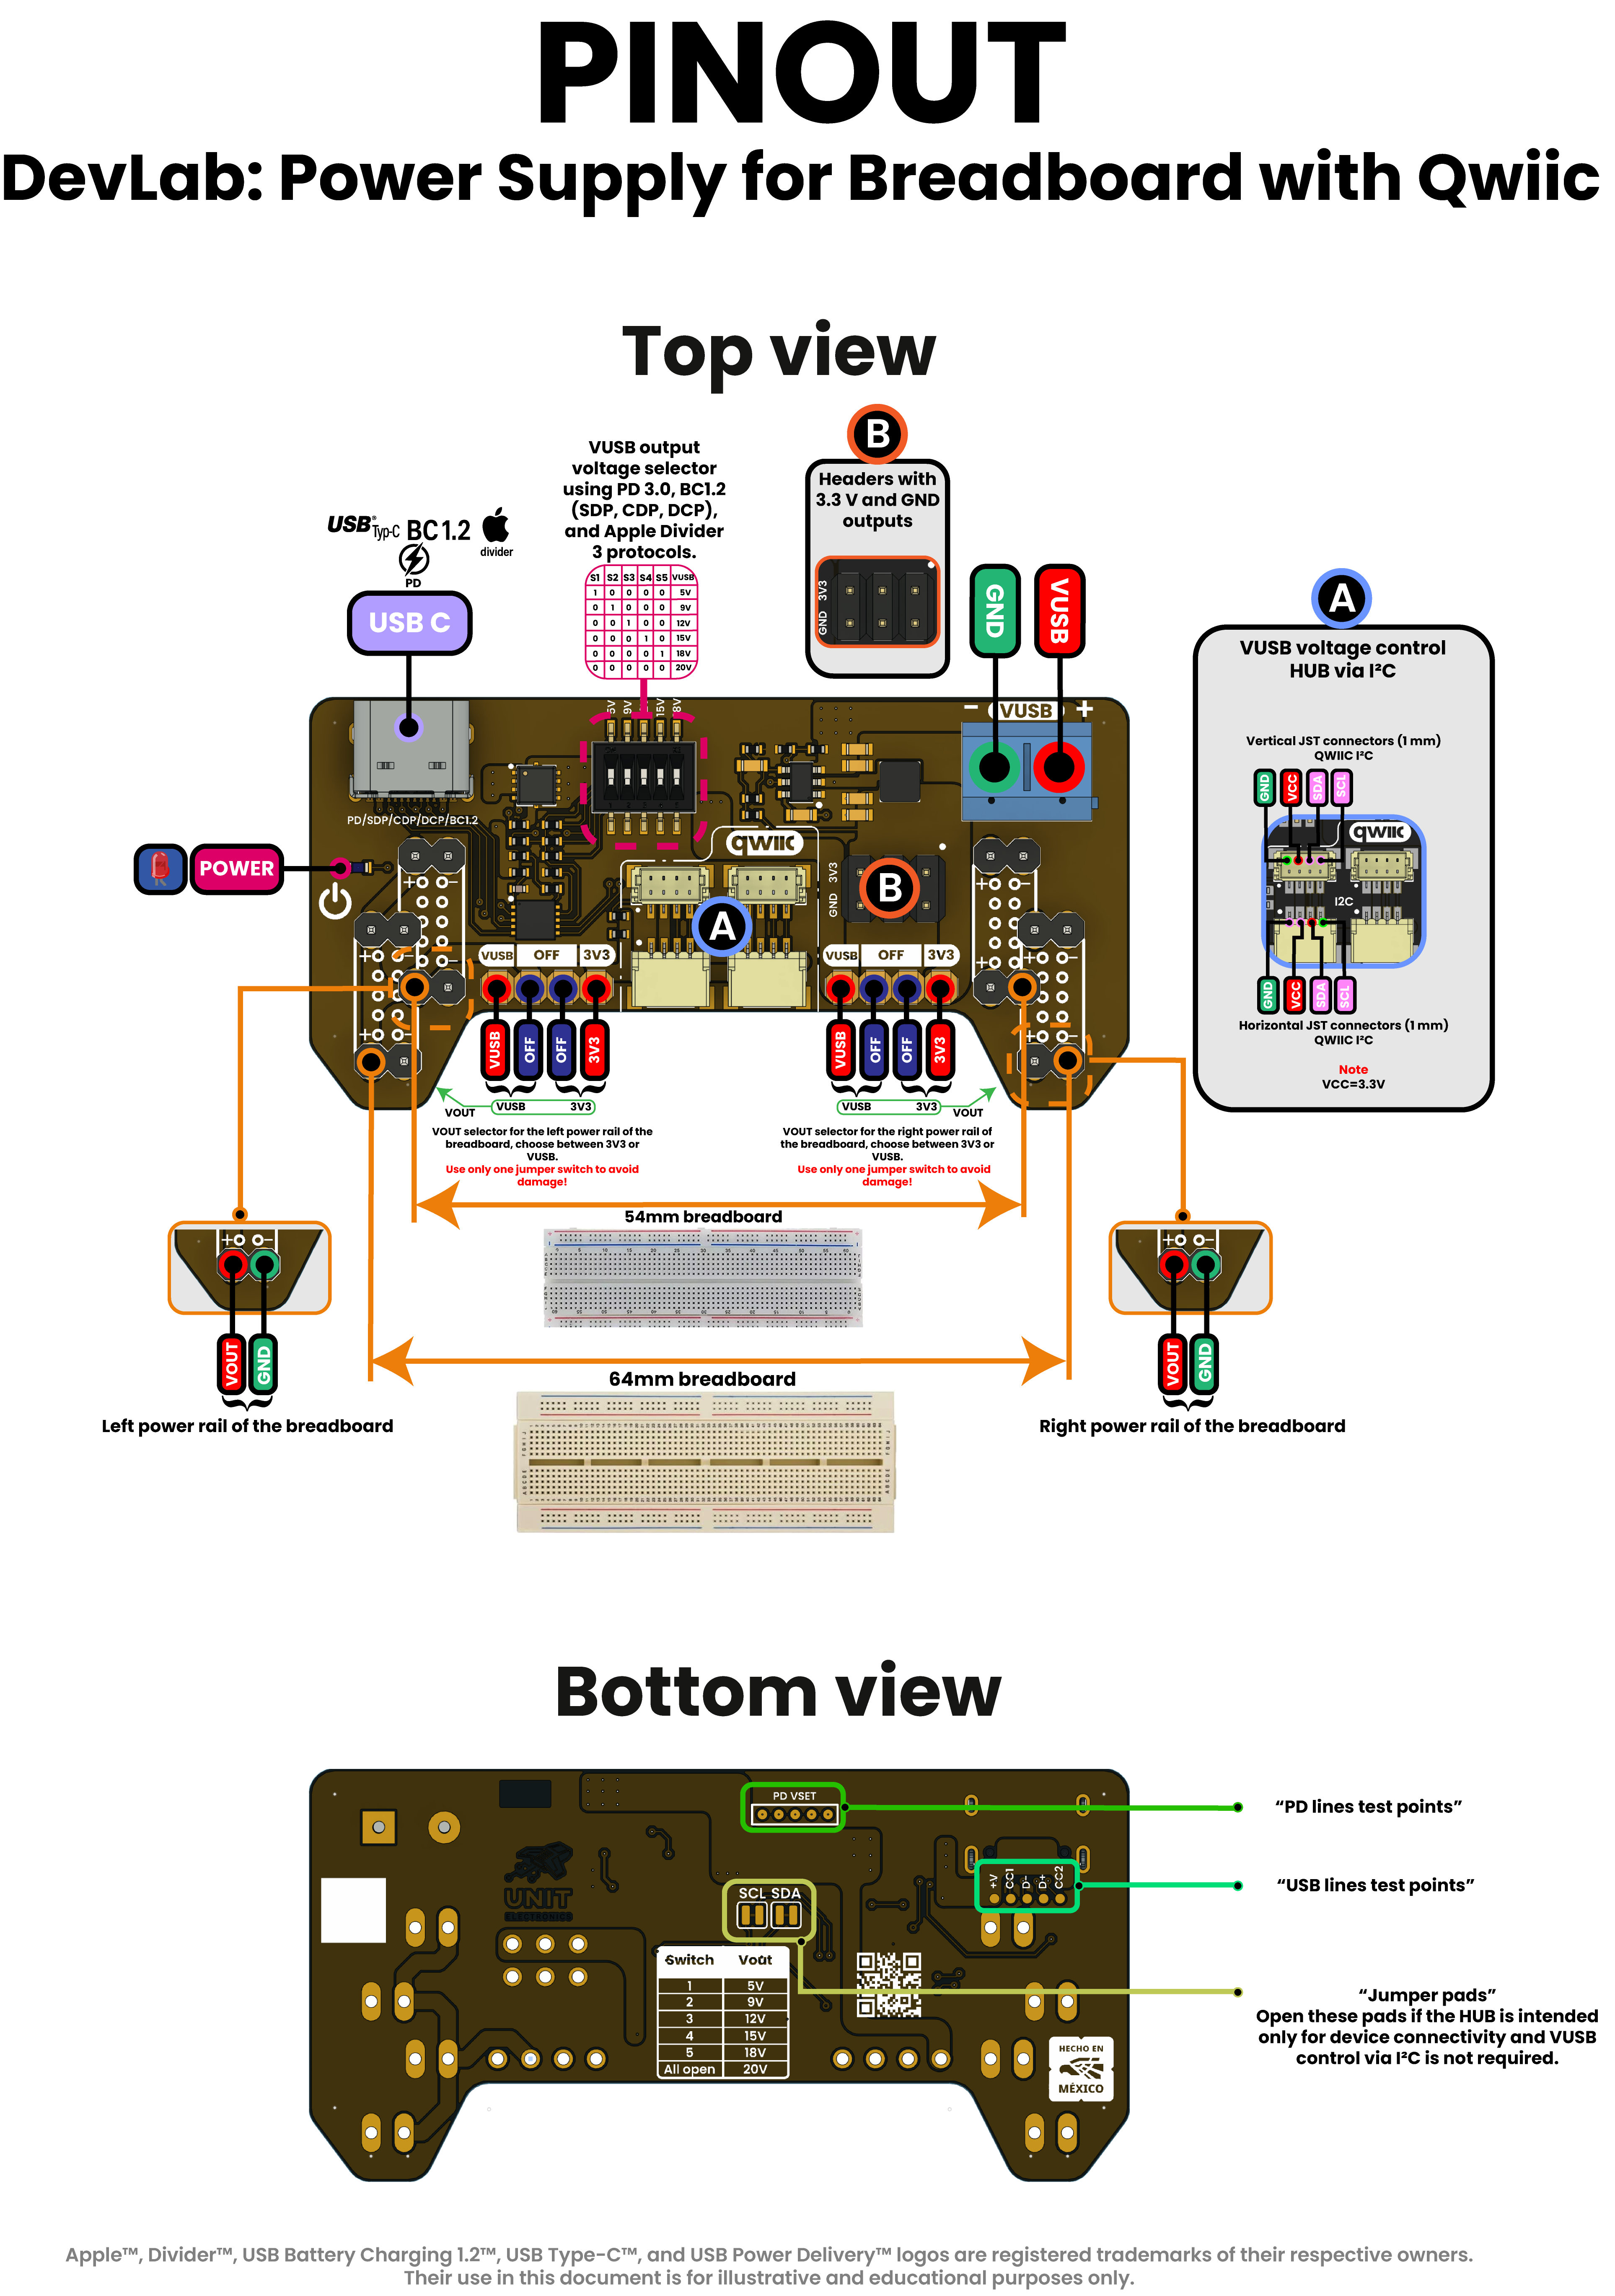 PINOUT
DevLab: Power Supply for Breadboard with Qwiic
Top view
B
Headers with
3.3 V and GND
outputs
3V3
GND
VUSB output
voltage selector
using PD 3.0, BC1.2
(SDP, CDP, DCP),
and Apple Divider
3 protocols.
S1 S2 S3 S4 S5 VUSB
1 0 0 0 0 5V
0 1 0 0 0 9V
0 0 1 0 0 12V
0 0 0 1 0 15V
0 0 0 0 1 18V
0 0 0 0 0 20V
USB Typ-C BC 1.2
divider
PD
USB C
GND
VUSB
A
VUSB voltage control
HUB via I²C
Vertical JST connectors (1 mm)
QWIIC I²C
GND VCC SDA SCL
qwiic
I2C
GND VCC SDA SCL
Horizontal JST connectors (1 mm)
QWIIC I²C
Note
VCC=3.3V
5V 9V 15V
- VUSB +
PD/SDP/CDP/DCP/BC1.2
POWER
qwiic
3V3
GND
A
B
VUSB OFF 3V3
VUSB OFF 3V3
VUSB OFF OFF 3V3
VUSB OFF OFF 3V3
VOUT VUSB 3V3
VUSB 3V3 VOUT
VOUT selector for the left power rail of the
breadboard, choose between 3V3 or
VUSB.
Use only one jumper switch to avoid
damage!
VOUT selector for the right power rail of
the breadboard, choose between 3V3 or
VUSB.
Use only one jumper switch to avoid
damage!
54mm breadboard
64mm breadboard
+ -
VOUT GND
Left power rail of the breadboard
+ -
VOUT GND
Right power rail of the breadboard
Bottom view
PD VSET
“PD lines test points”
+V CC1 D- D+ CC2
“USB lines test points”
UNIT
ELECTRONICS
SCL SDA
Switch Vout
1 5V
2 9V
3 12V
4 15V
5 18V
All open 20V
HECHO EN
MÉXICO
“Jumper pads”
Open these pads if the HUB is intended
only for device connectivity and VUSB
control via I²C is not required.
Apple™, Divider™, USB Battery Charging 1.2™, USB Type-C™, and USB Power Delivery™ logos are registered trademarks of their respective owners.
Their use in this document is for illustrative and educational purposes only.